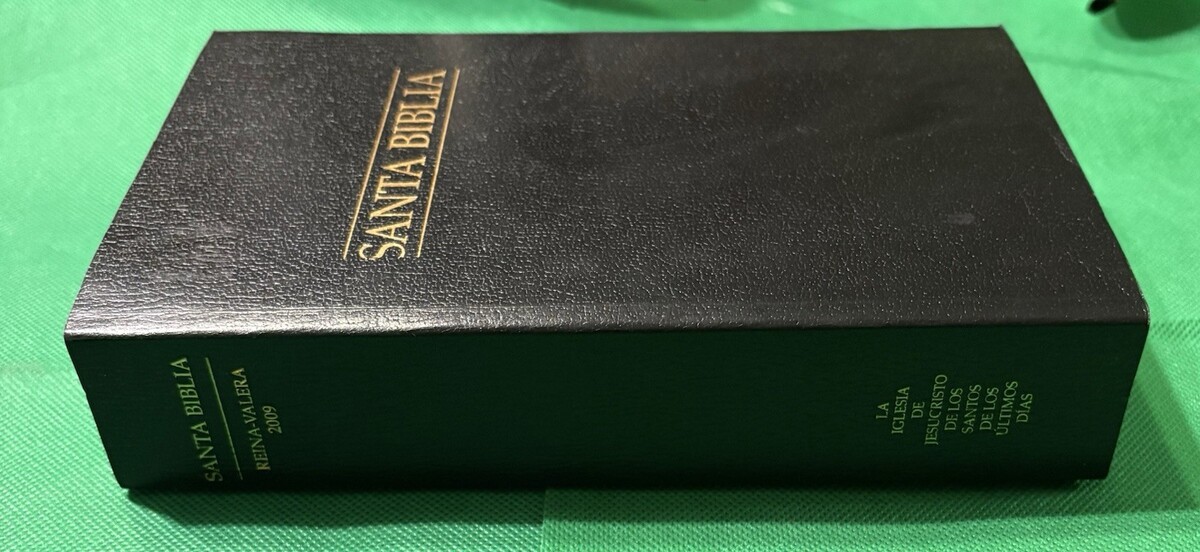 SANTA BIBLIA
SANTA BIBLIA
REINA-VALERA
2009
LA
IGLESIA
DE
JESUCRISTO
DE LOS
SANTOS
DE LOS
ÚLTIMOS
DÍAS